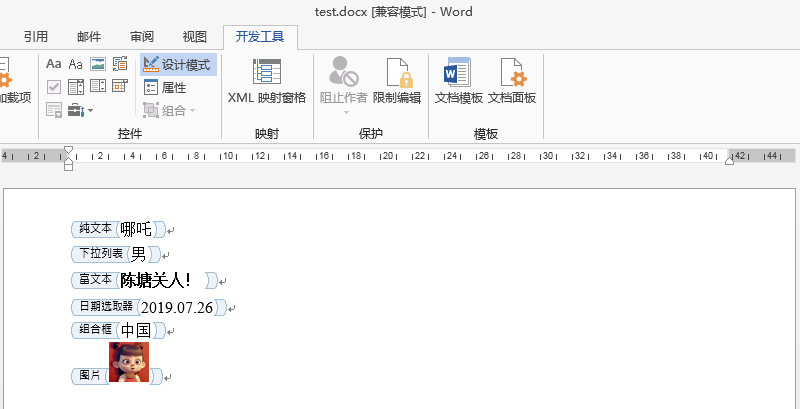 test.docx [兼容模式] - Word
引用 邮件 审阅 视图 开发工具
Aa Aa 设计模式
加载项 属性 XML 映射窗格 阻止作者 限制编辑 文档模板 文档面板
组合
控件 映射 保护 模板
4 2 2 4 6 8 10 12 14 16 18 20 22 24 26 28 30 32 34 36 38 40 42 44
纯文本 哪吒
下拉列表 男
富文本 陈塘关人!
日期选取器 2019.07.26
组合框 中国
图片